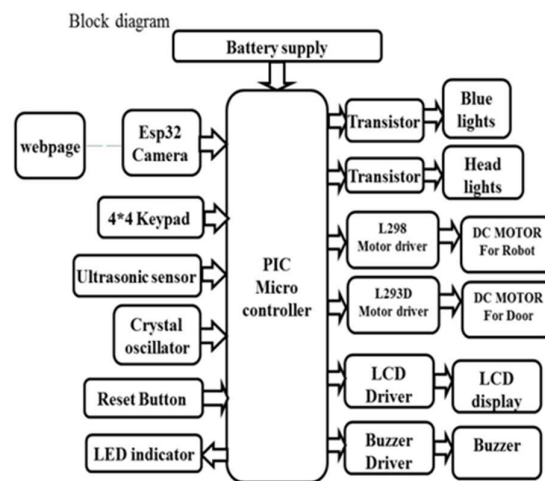 Block diagram
Battery supply
webpage
Esp32
Camera
4*4 Keypad
Ultrasonic sensor
Crystal
oscillator
Reset Button
LED indicator
PIC
Micro
controller
Transistor
Blue
lights
Transistor
Head
lights
L298
Motor driver
DC MOTOR
For Robot
L293D
Motor driver
DC MOTOR
For Door
LCD
Driver
LCD
display
Buzzer
Driver
Buzzer